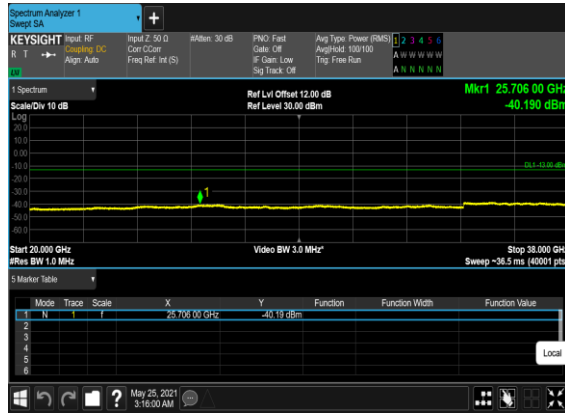 Spectrum Analyzer 1
Swept SA
+
KEYSIGHT Input: RF Input Z: 50 Ω #Atten: 30 dB PNO: Fast Avg Type: Power (RMS) 1 2 3 4 5 6
R T Coupling: DC Corr CCorr Gate: Off Avg|Hold: 100/100 A W W W W W
Align: Auto Freq Ref: Int (S) IF Gain: Low Trig: Free Run
Sig Track: Off A N N N N N
1 Spectrum Ref Lvl Offset 12.00 dB Mkr1 25.706 00 GHz
Scale/Div 10 dB Ref Level 30.00 dBm -40.190 dBm
Log
20.0
10.0
0.00
-10.0 DL1 -13.00 dBm
-20.0
-30.0 1
-40.0
-50.0
-60.0
Start 20.000 GHz Video BW 3.0 MHz* Stop 38.000 GHz
#Res BW 1.0 MHz Sweep ~36.5 ms (40001 pts)
5 Marker Table
Mode Trace Scale X Y Function Function Width Function Value
1 N 1 f 25.706 00 GHz -40.19 dBm
2
3
4
5
6
Local
? May 25, 2021
3:16:00 AM